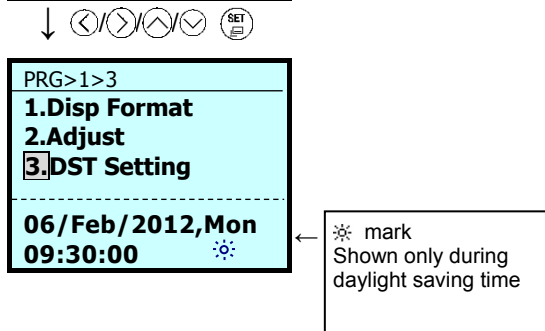 SET
PRG>1>3
1.Disp Format
2.Adjust
3.DST Setting
06/Feb/2012,Mon
09:30:00
mark
Shown only during
daylight saving time